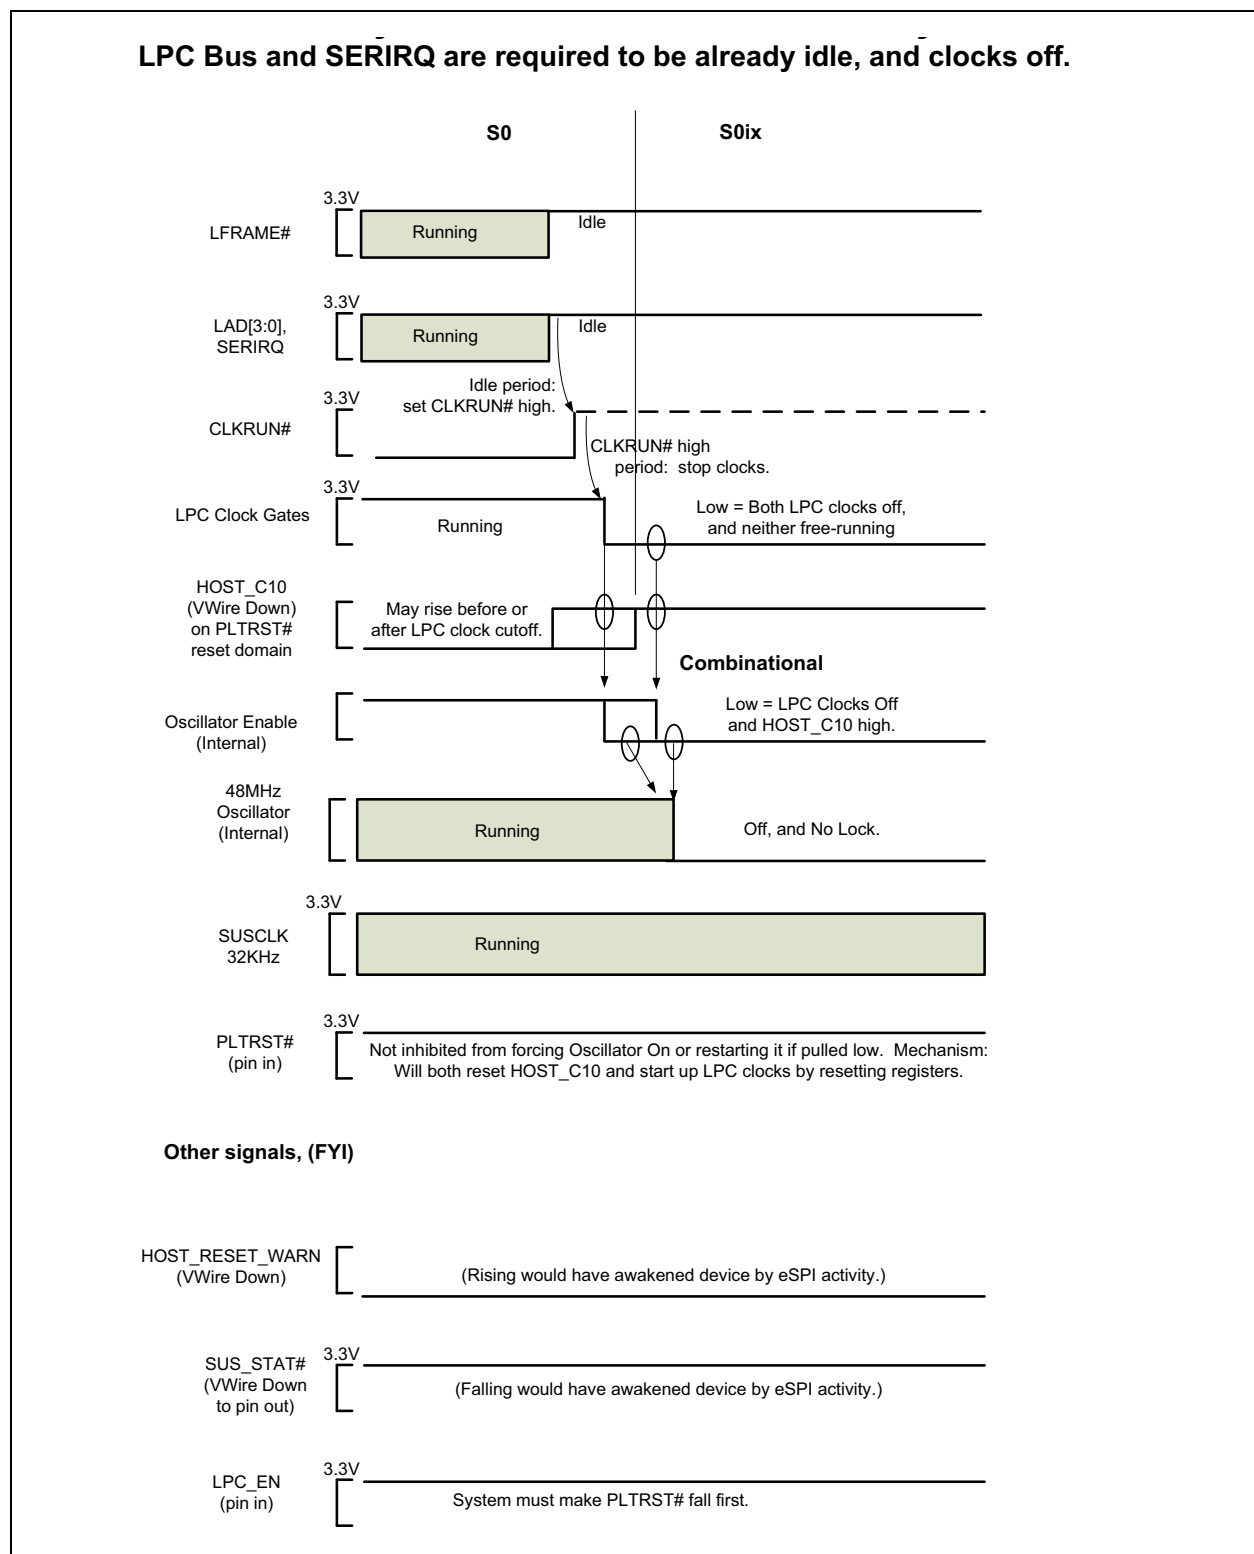 LPC Bus and SERIRQ are required to be already idle, and clocks off.
S0
S0ix
3.3V
LFRAME#
Running
Idle
3.3V
LAD[3:0],
SERIRQ
Running
Idle
Idle period:
set CLKRUN# high.
3.3V
CLKRUN#
CLKRUN# high
period: stop clocks.
3.3V
LPC Clock Gates
Running
Low = Both LPC clocks off,
and neither free-running
HOST_C10
(VWire Down)
on PLTRST#
reset domain
May rise before or
after LPC clock cutoff.
Combinational
Oscillator Enable
(Internal)
Low = LPC Clocks Off
and HOST_C10 high.
48MHz
Oscillator
(Internal)
Running
Off, and No Lock.
3.3V
SUSCLK
32KHz
Running
3.3V
PLTRST#
(pin in)
Not inhibited from forcing Oscillator On or restarting it if pulled low. Mechanism:
Will both reset HOST_C10 and start up LPC clocks by resetting registers.
Other signals, (FYI)
HOST_RESET_WARN
(VWire Down)
(Rising would have awakened device by eSPI activity.)
3.3V
SUS_STAT#
(VWire Down
to pin out)
(Falling would have awakened device by eSPI activity.)
3.3V
LPC_EN
(pin in)
System must make PLTRST# fall first.